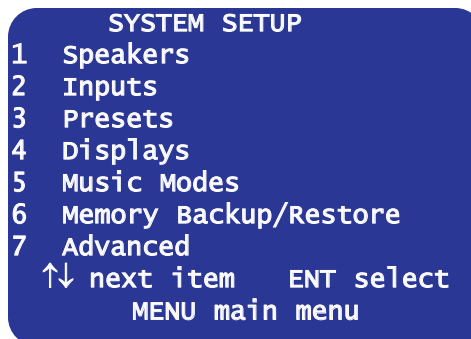 SYSTEM SETUP
1 Speakers
2 Inputs
3 Presets
4 Displays
5 Music Modes
6 Memory Backup/Restore
7 Advanced
↑↓ next item ENT select
MENU main menu